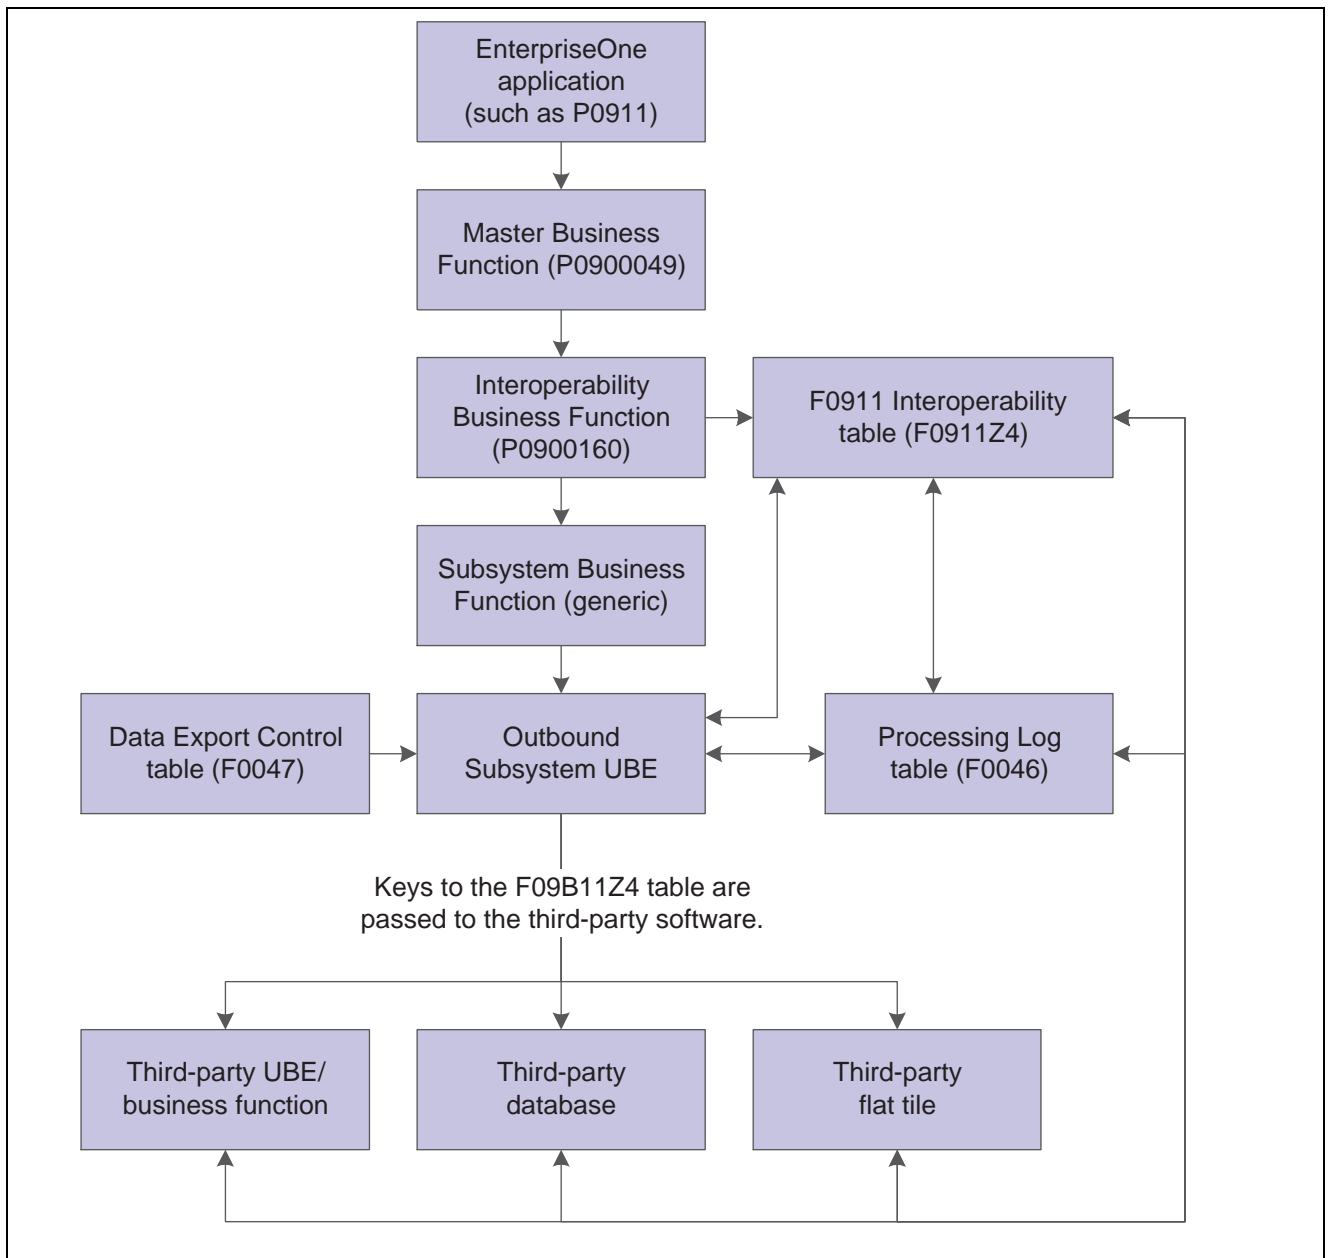 EnterpriseOne
application
(such as P0911)
Master Business
Function (P0900049)
Interoperability
Business Function
(P0900160)
F0911 Interoperability
table (F0911Z4)
Subsystem Business
Function (generic)
Data Export Control
table (F0047)
Outbound
Subsystem UBE
Processing Log
table (F0046)
Keys to the F09B11Z4 table are
passed to the third-party software.
Third-party UBE/
business function
Third-party
database
Third-party
flat tile